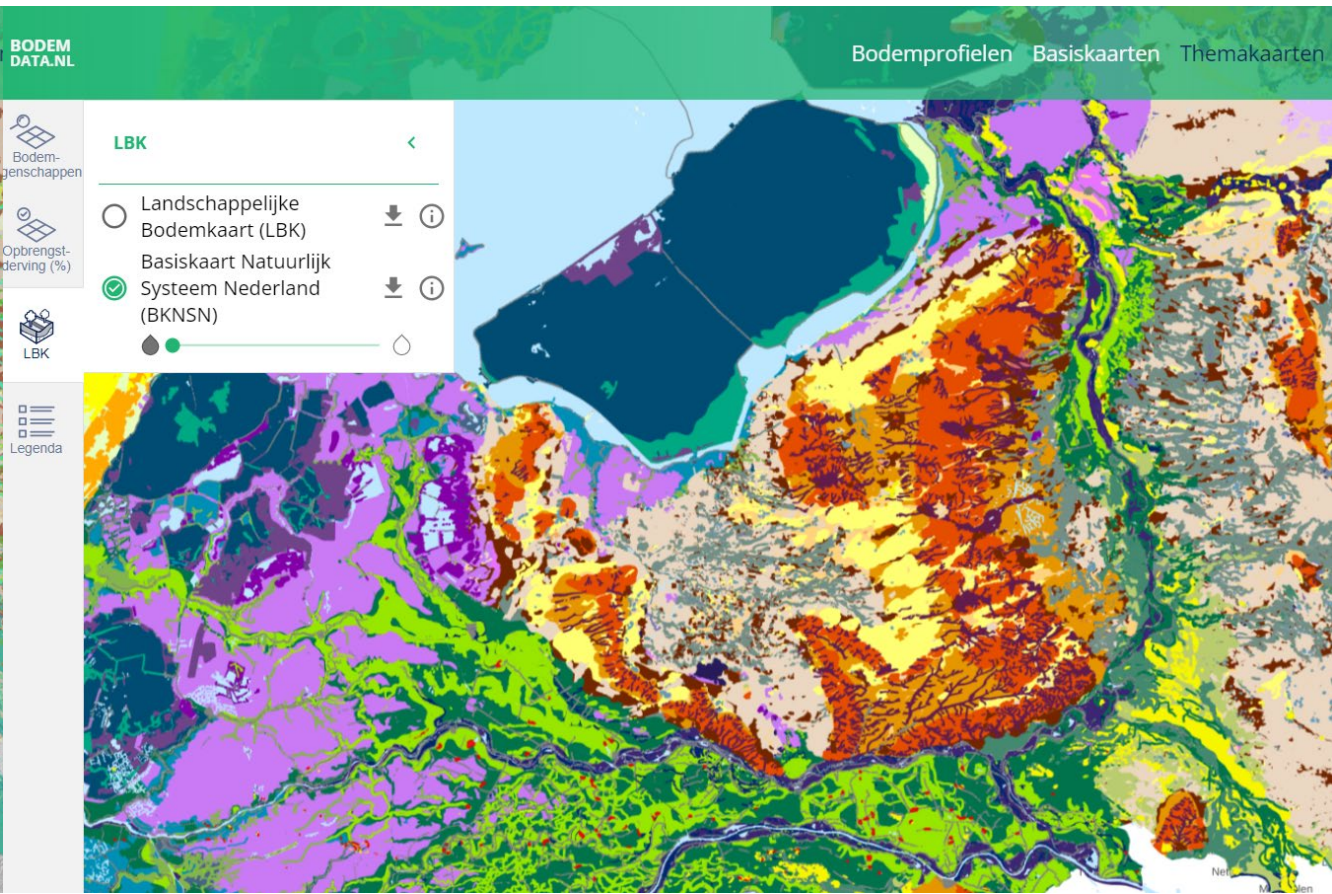 BODEM
DATA.NL
Bodemprofielen Basiskaarten Themakaarten
Bodem-
genschappen
Opbrengst-
derving (%)
LBK
Legenda
LBK
Landschappelijke
Bodemkaart (LBK)
Basiskaart Natuurlijk
Systeem Nederland
(BKNSN)